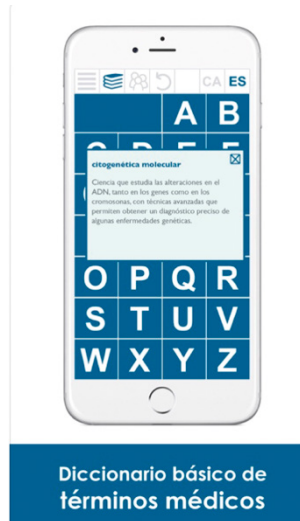 CA ES
A B
citogenética molecular
Ciencia que estudia las alteraciones en el
ADN, tanto en los genes como en los
cromosonas, con técnicas avanzadas que
permiten obtener un diagnóstico preciso de
algunas enfermedades genéticas.
O P Q R
S T U V
W X Y Z
Diccionario básico de
términos médicos